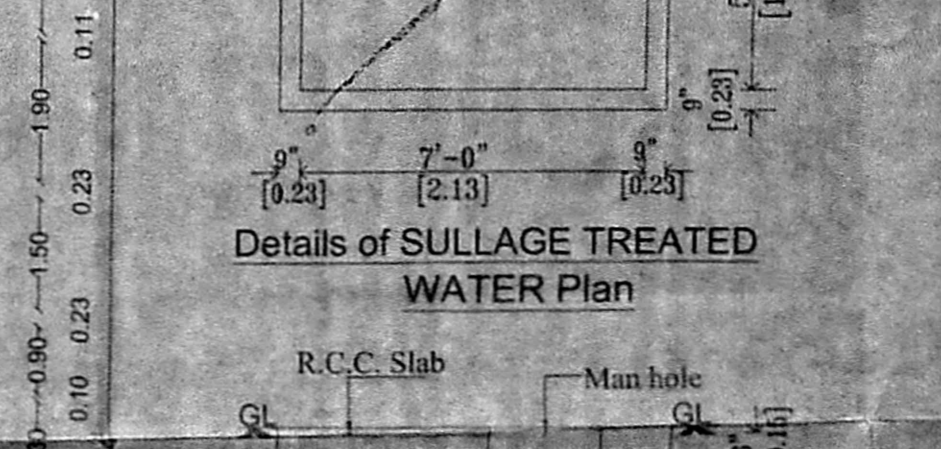 0.11
1.90
0.23
1.50
0.23
0.90
0.10
9"
[0.23]
9" 7'-0" 9"
[0.23] [2.13] [0.23]
Details of SULLAGE TREATED
WATER Plan
R.C.C. Slab
Man hole
GL GL